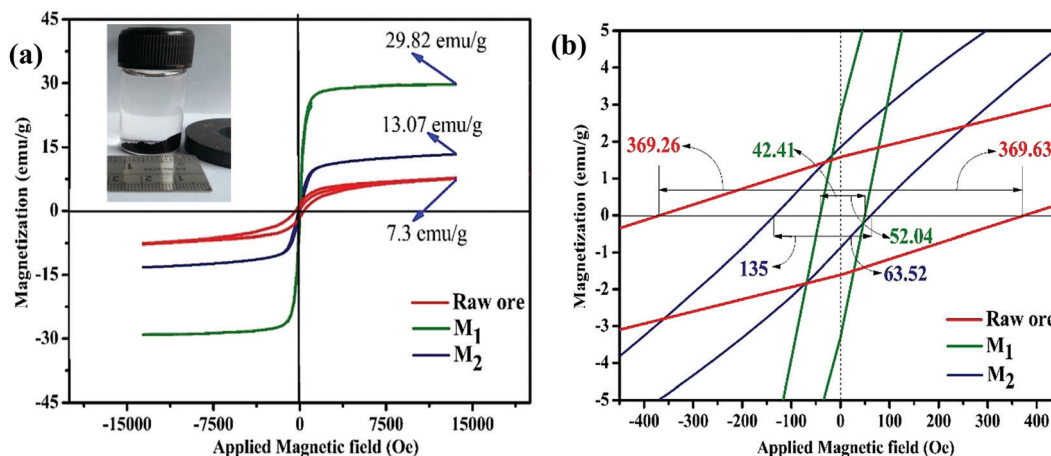 (a)
45
30
15
0
-15
-30
-45
Magnetization (emu/g)
29.82 emu/g
13.07 emu/g
7.3 emu/g
Raw ore
M1
M2
-15000 -7500 0 7500 15000
Applied Magnetic field (Oe)
(b)
5
4
3
2
1
0
-1
-2
-3
-4
-5
Magnetization (emu/g)
369.26
42.41
369.63
52.04
135
63.52
Raw ore
M1
M2
-400 -300 -200 -100 0 100 200 300 400
Applied Magnetic field (Oe)